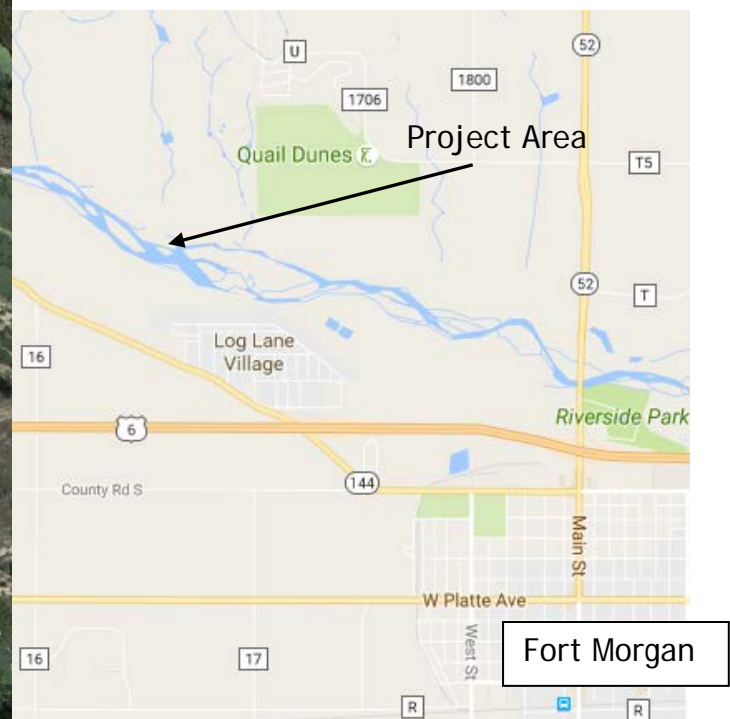 52
U
1800
1706
Project Area
Quail Dunes
T5
52
T
Log Lane
Village
16
Riverside Park
6
County Rd S
144
Main St
W Platte Ave
West St
Fort Morgan
16
17
R
R